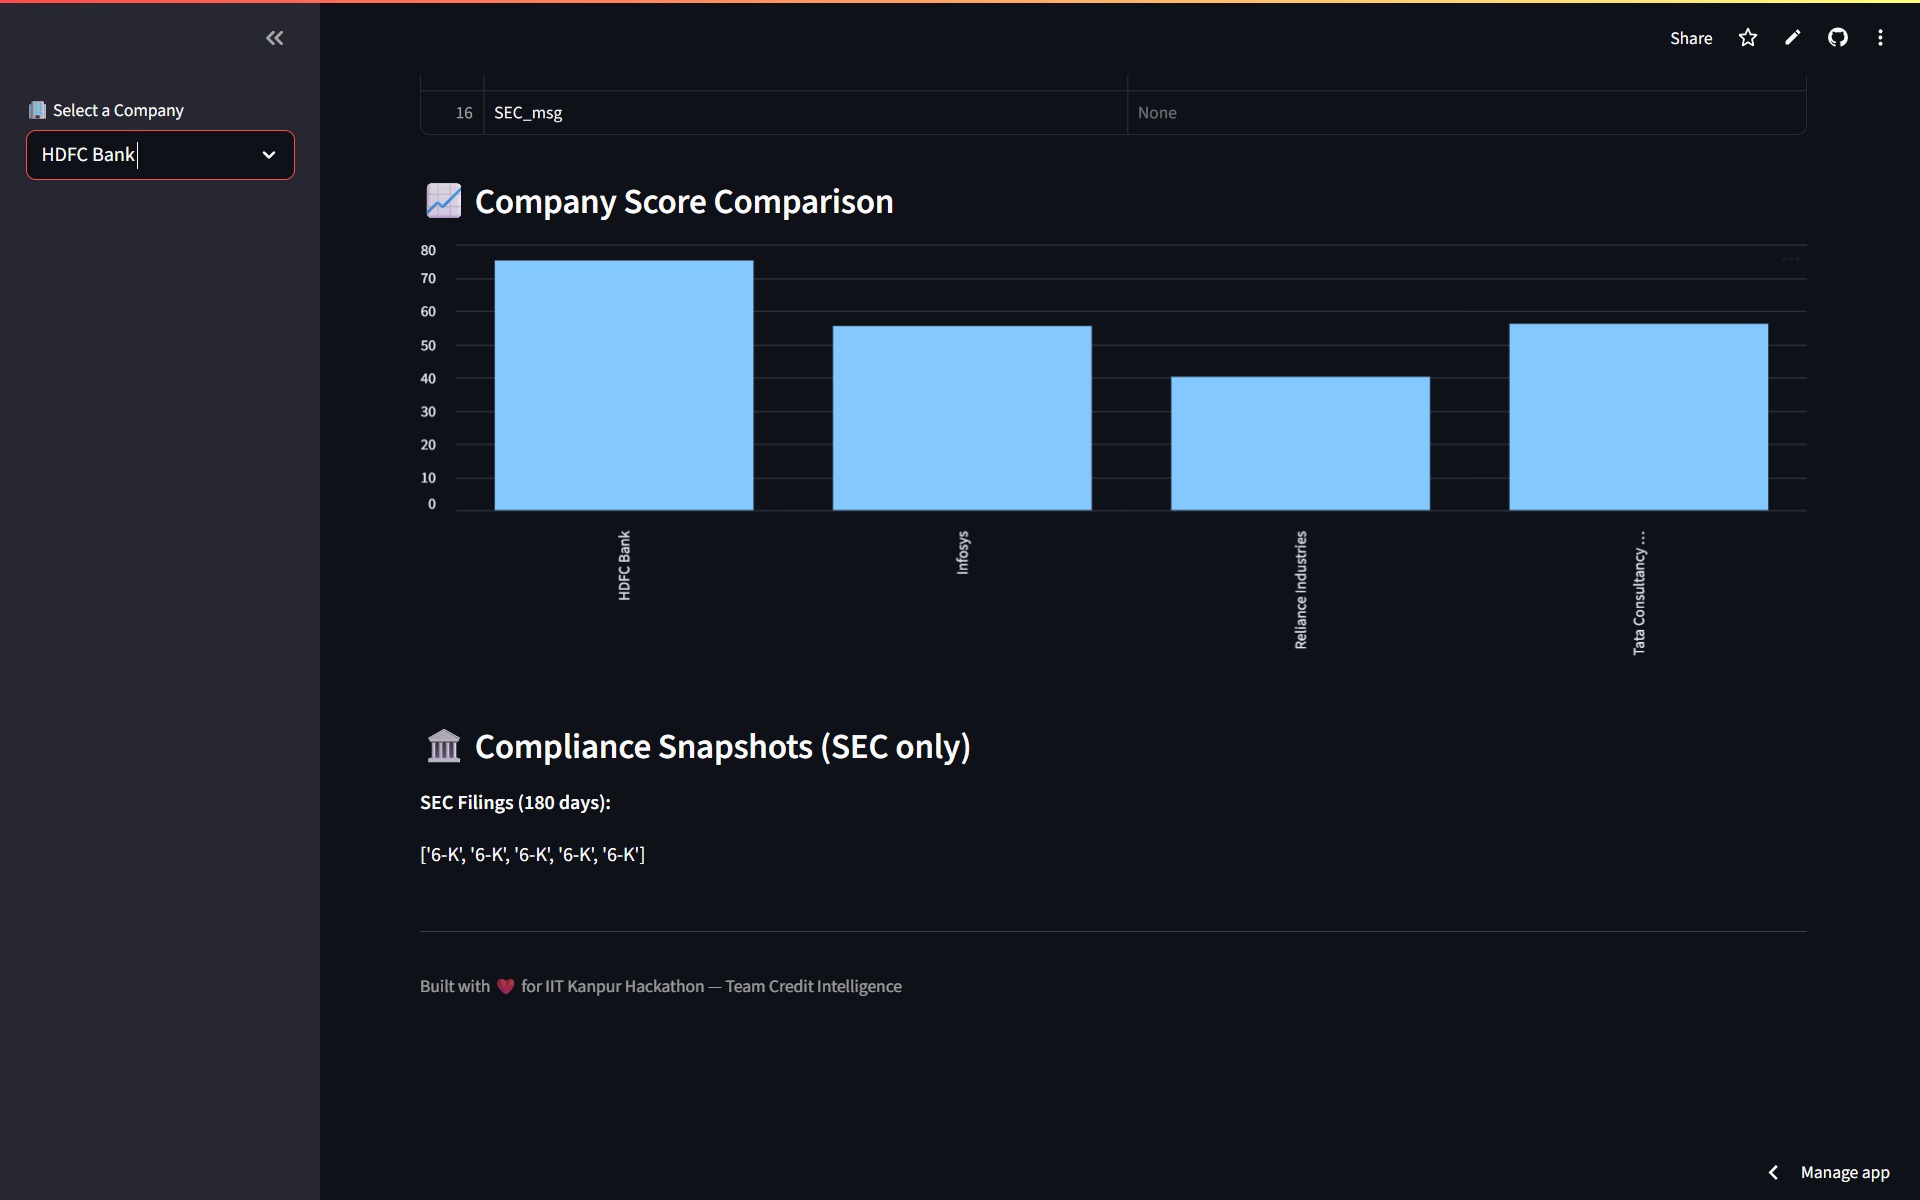 Share
Select a Company
HDFC Bank
16 SEC_msg None
Company Score Comparison
80
70
60
50
40
30
20
10
0
HDFC Bank
Infosys
Reliance Industries
Tata Consultancy …
Compliance Snapshots (SEC only)
SEC Filings (180 days):
['6-K', '6-K', '6-K', '6-K', '6-K']
Built with ❤️ for IIT Kanpur Hackathon — Team Credit Intelligence
Manage app